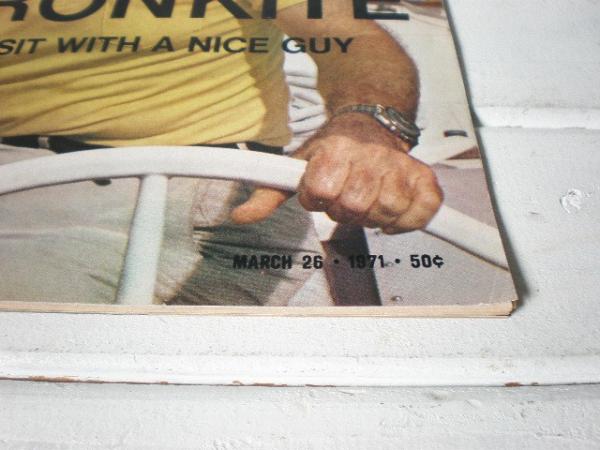 RONKITE
SIT WITH A NICE GUY
MARCH 26 • 1971 • 50¢